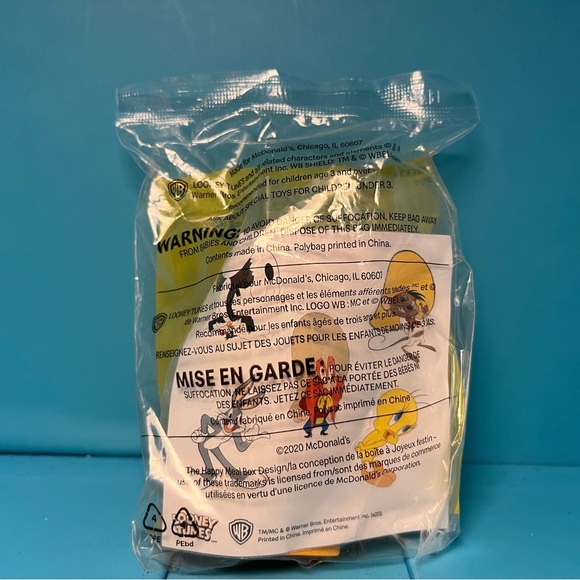 Made for McDonald's, Chicago, IL 60607
LOONEY TUNES and all related characters and elements © &
Warner Bros. Entertainment Inc. WB SHIELD: TM & © WBEI
Recommended for children age 3 and over
ASK ABOUT SPECIAL TOYS FOR CHILDREN UNDER 3.
WARNING: TO AVOID DANGER OF SUFFOCATION, KEEP BAG AWAY
FROM BABIES AND CHILDREN. DISPOSE OF THIS BAG IMMEDIATELY.
Contents made in China. Polybag printed in China.
Fabriqué pour McDonald's, Chicago, IL 60607
LOONEY TUNES et tous les personnages et les éléments afférents sont des et ©
de Warner Bros. Entertainment Inc. LOGO WB : MC et © WBEI
Recommandé pour les enfants âgés de trois ans et plus
RENSEIGNEZ-VOUS AU SUJET DES JOUETS POUR LES ENFANTS DE MOINS DE 3 ANS.
MISE EN GARDE: POUR ÉVITER LE DANGER DE
SUFFOCATION, NE LAISSEZ PAS CE SAC À LA PORTÉE DES BÉBÉS NI
DES ENFANTS. JETEZ CE SAC IMMÉDIATEMENT.
Contenu fabriqué en Chine. Polysac imprimé en Chine
©2020 McDonald's
The Happy Meal Box Design/la conception de la boîte à Joyeux festin -
use of these trademarks is licensed from/sont des marques de commerce
utilisées en vertu d'une licence de McDonald's Corporation.
4
PEbd
LOONEY TUNES
WB
TM/MC & © Warner Bros. Entertainment, Inc.
Printed in China. Imprimé en Chine.